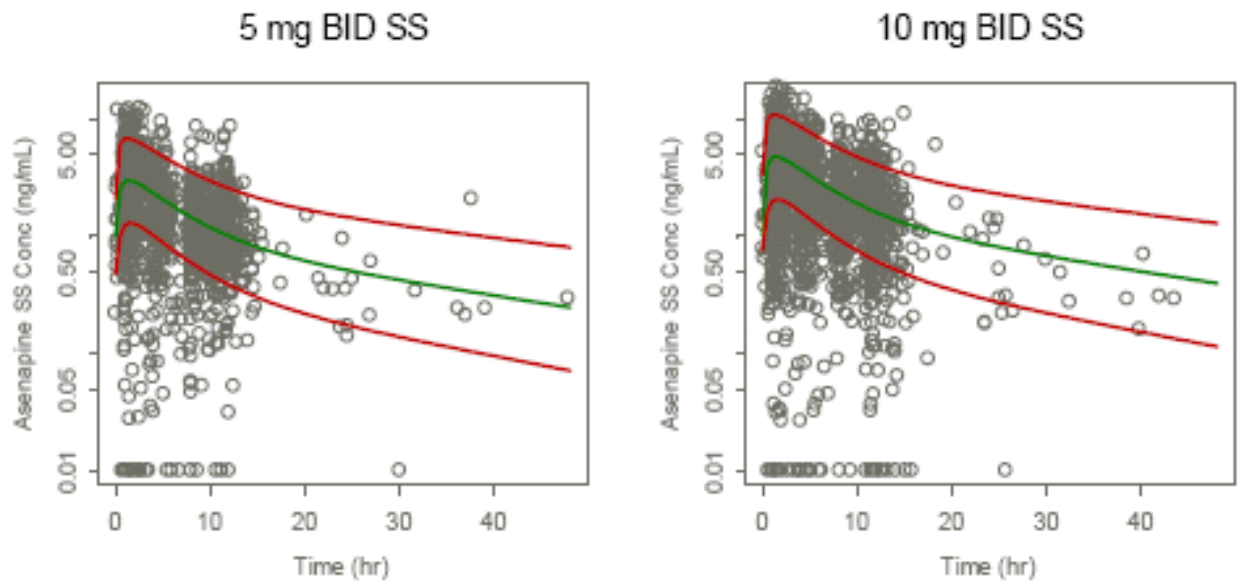 5 mg BID SS
Asenapine SS Conc (ng/mL)
5.00
0.50
0.05
0.01
0 10 20 30 40
Time (hr)
10 mg BID SS
Asenapine SS Conc (ng/mL)
5.00
0.50
0.05
0.01
0 10 20 30 40
Time (hr)